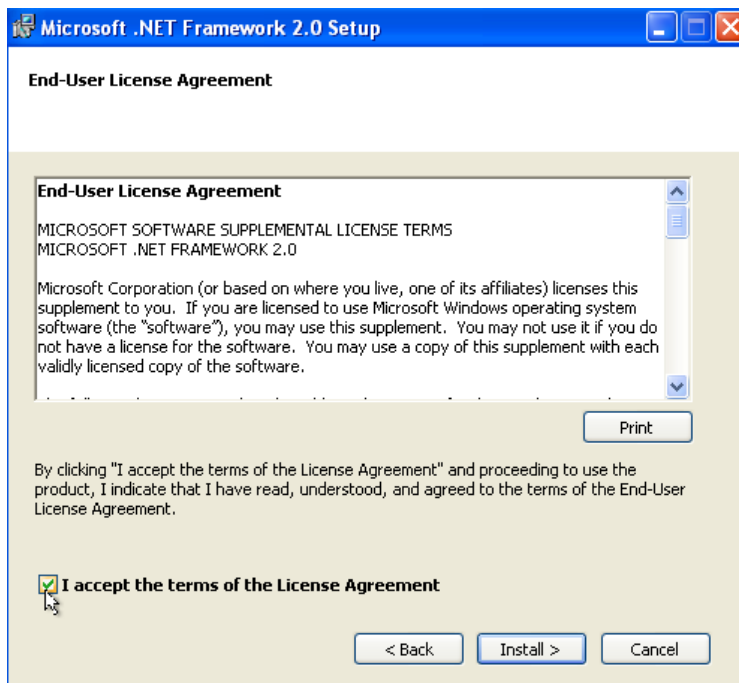 Microsoft .NET Framework 2.0 Setup
End-User License Agreement
End-User License Agreement
MICROSOFT SOFTWARE SUPPLEMENTAL LICENSE TERMS
MICROSOFT .NET FRAMEWORK 2.0
Microsoft Corporation (or based on where you live, one of its affiliates) licenses this
supplement to you.  If you are licensed to use Microsoft Windows operating system
software (the “software”), you may use this supplement.  You may not use it if you do
not have a license for the software.  You may use a copy of this supplement with each
validly licensed copy of the software.
Print
By clicking "I accept the terms of the License Agreement" and proceeding to use the
product, I indicate that I have read, understood, and agreed to the terms of the End-User
License Agreement.
I accept the terms of the License Agreement
< Back
Install >
Cancel